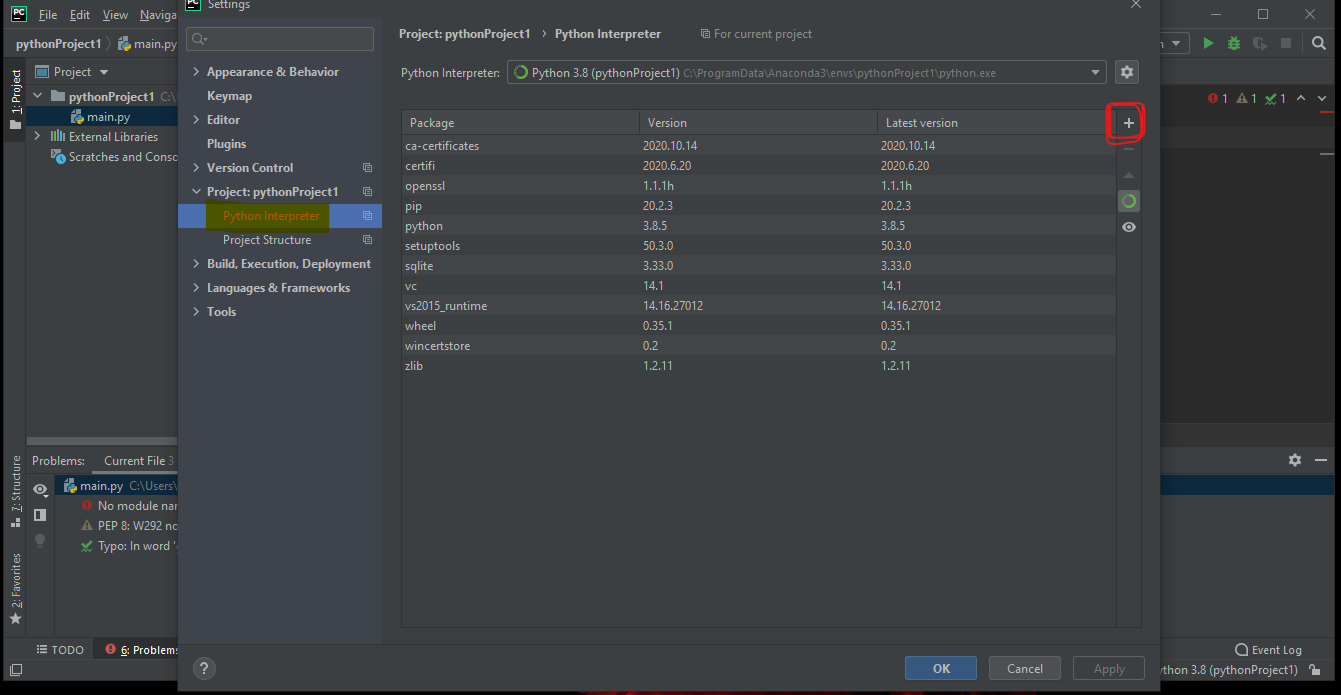 PC File Edit View Naviga
PC Settings
pythonProject1 main.py
Project
1: Project
pythonProject1 C:\
main.py
External Libraries
Scratches and Conso
Appearance & Behavior
Keymap
Editor
Plugins
Version Control
Project: pythonProject1
Python Interpreter
Project Structure
Build, Execution, Deployment
Languages & Frameworks
Tools
Project: pythonProject1 › Python Interpreter For current project
Python Interpreter: Python 3.8 (pythonProject1) C:\ProgramData\Anaconda3\envs\pythonProject1\python.exe
Package Version Latest version
ca-certificates 2020.10.14 2020.10.14
certifi 2020.6.20 2020.6.20
openssl 1.1.1h 1.1.1h
pip 20.2.3 20.2.3
python 3.8.5 3.8.5
setuptools 50.3.0 50.3.0
sqlite 3.33.0 3.33.0
vc 14.1 14.1
vs2015_runtime 14.16.27012 14.16.27012
wheel 0.35.1 0.35.1
wincertstore 0.2 0.2
zlib 1.2.11 1.2.11
1 1 1
Problems: Current File 3
main.py C:\Users\
No module nar
PEP 8: W292 no
Typo: In word '
7: Structure
2: Favorites
TODO 6: Problems
? OK Cancel Apply
Event Log
ython 3.8 (pythonProject1)